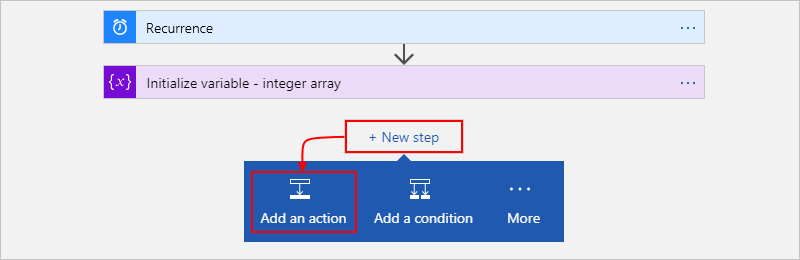 Recurrence
{x} Initialize variable - integer array
+ New step
Add an action Add a condition More